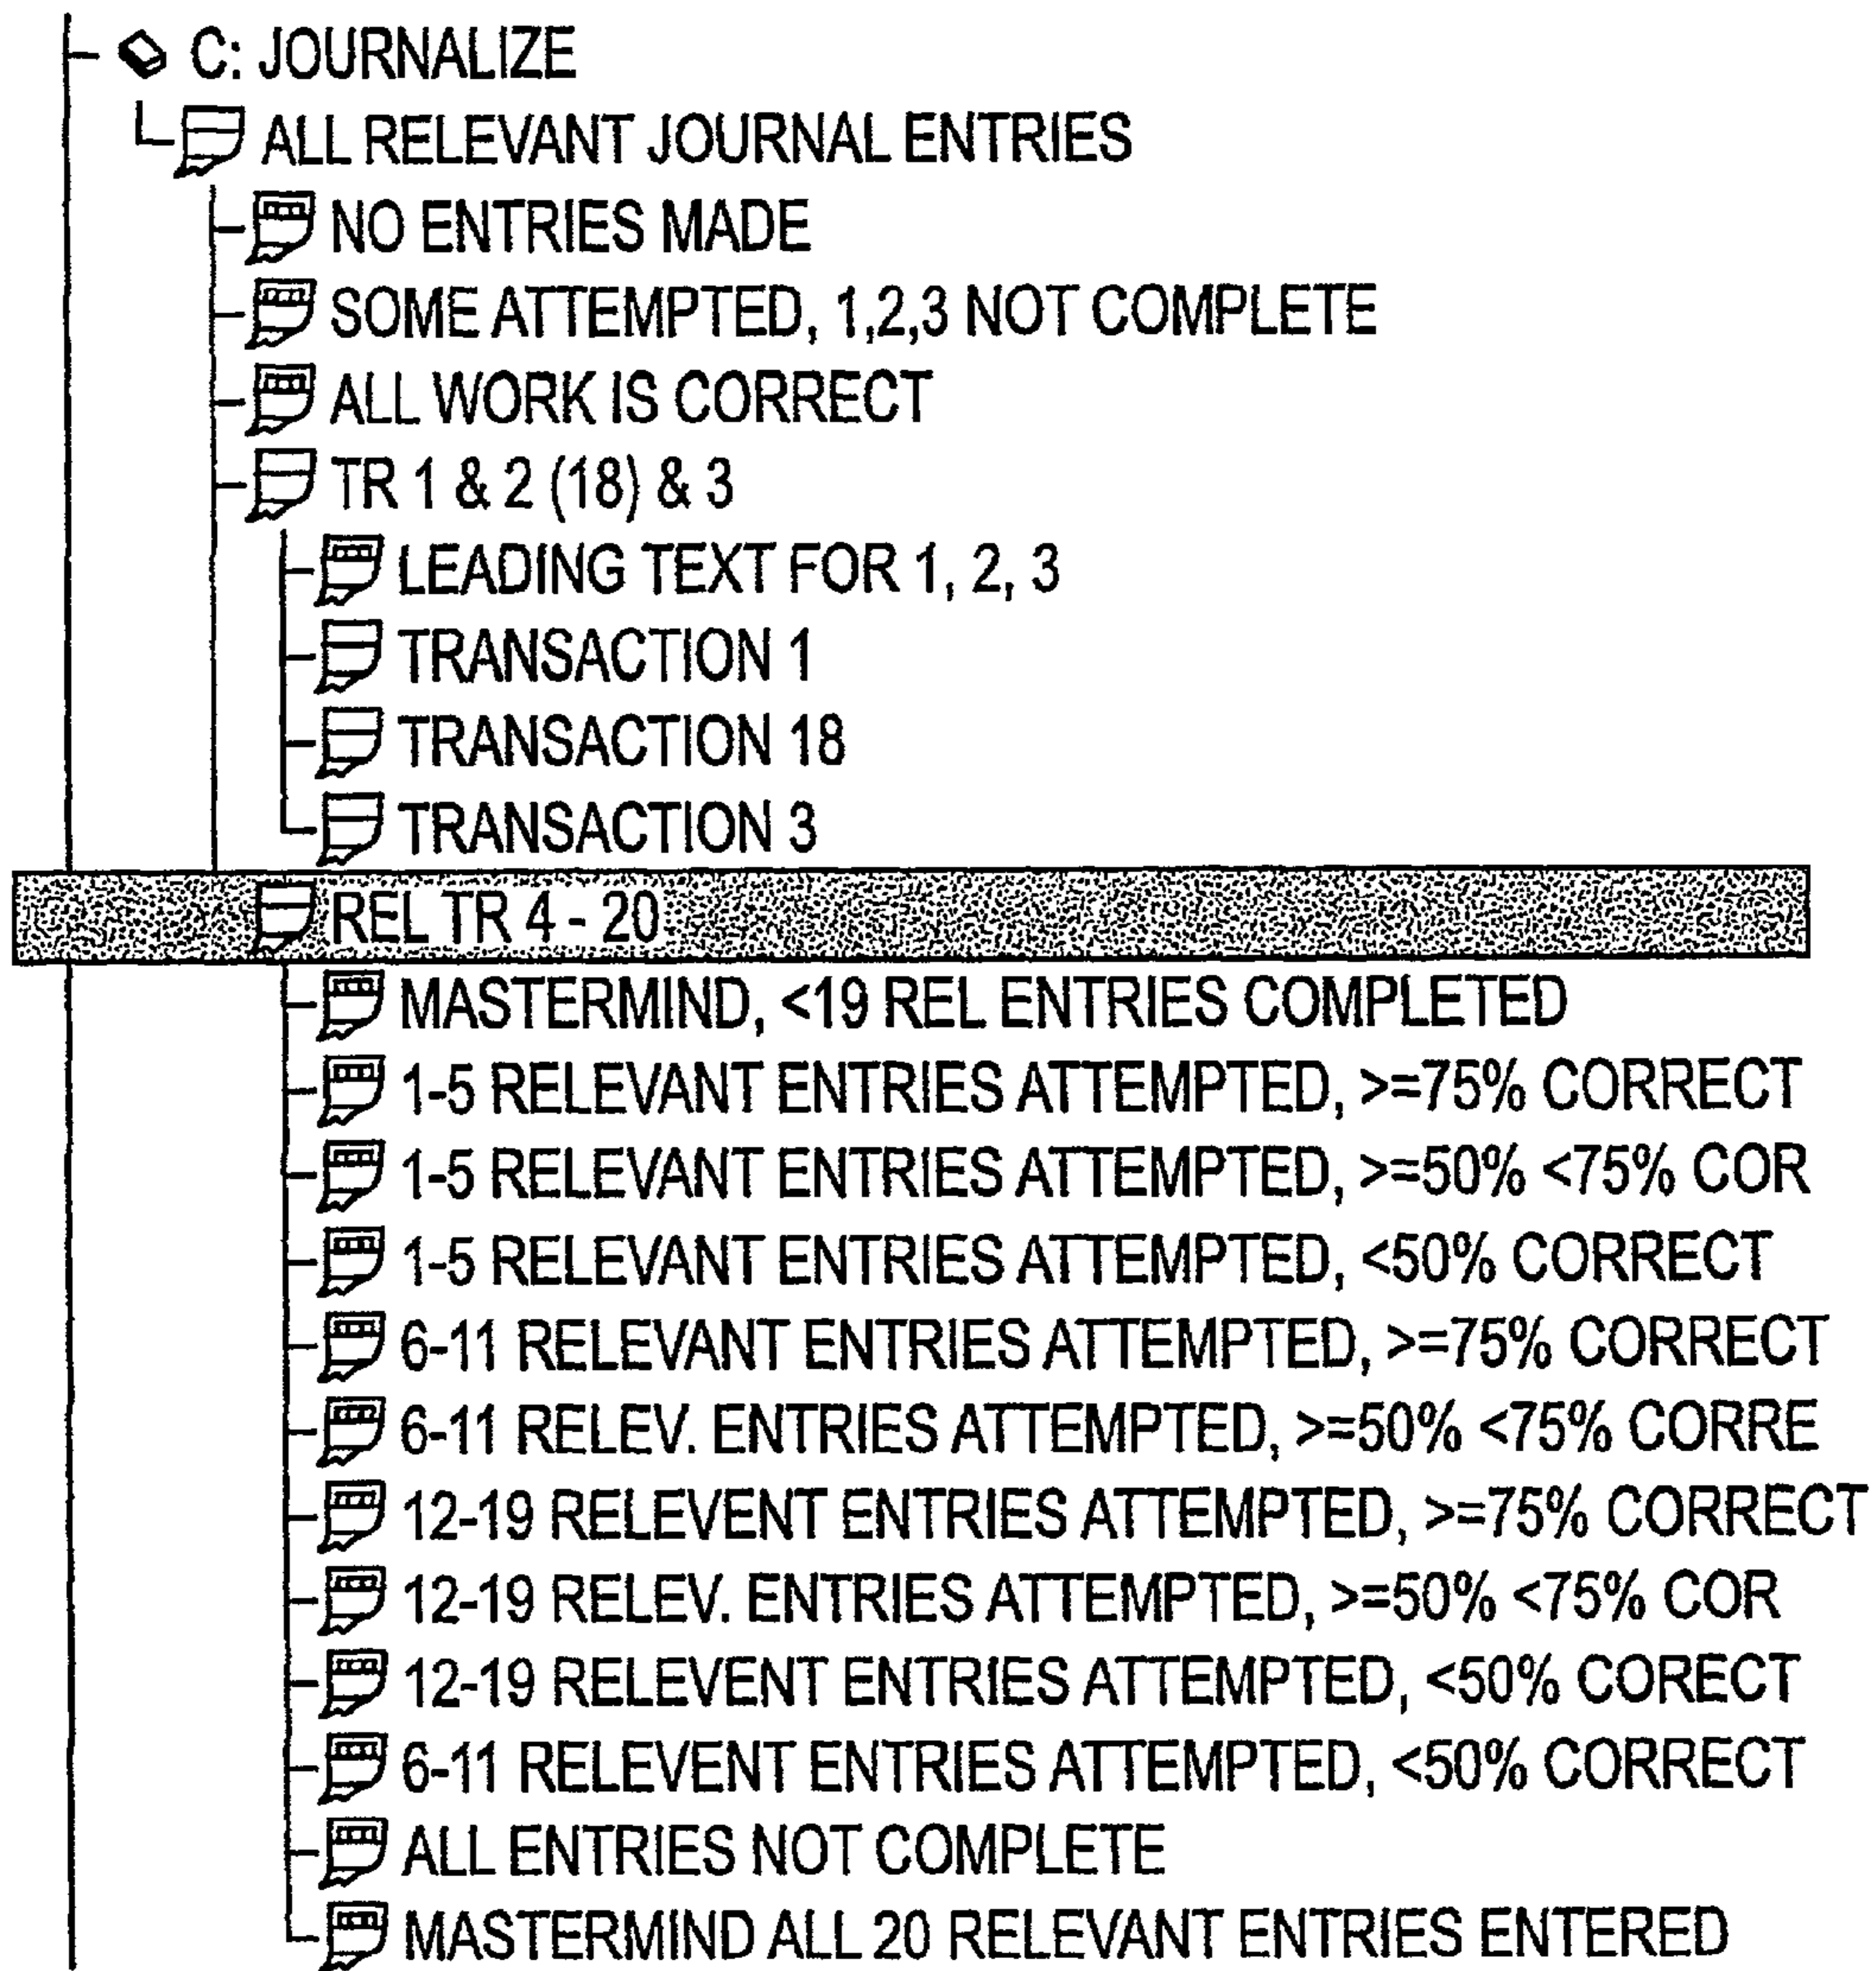 C: JOURNALIZE
ALL RELEVANT JOURNAL ENTRIES
NO ENTRIES MADE
SOME ATTEMPTED, 1,2,3 NOT COMPLETE
ALL WORK IS CORRECT
TR 1 & 2 (18) & 3
LEADING TEXT FOR 1, 2, 3
TRANSACTION 1
TRANSACTION 18
TRANSACTION 3
REL TR 4 - 20
MASTERMIND, <19 REL ENTRIES COMPLETED
1-5 RELEVANT ENTRIES ATTEMPTED, >=75% CORRECT
1-5 RELEVANT ENTRIES ATTEMPTED, >=50% <75% COR
1-5 RELEVANT ENTRIES ATTEMPTED, <50% CORRECT
6-11 RELEVANT ENTRIES ATTEMPTED, >=75% CORRECT
6-11 RELEV. ENTRIES ATTEMPTED, >=50% <75% CORRE
12-19 RELEVENT ENTRIES ATTEMPTED, >=75% CORRECT
12-19 RELEV. ENTRIES ATTEMPTED, >=50% <75% COR
12-19 RELEVENT ENTRIES ATTEMPTED, <50% CORECT
6-11 RELEVENT ENTRIES ATTEMPTED, <50% CORRECT
ALL ENTRIES NOT COMPLETE
MASTERMIND ALL 20 RELEVANT ENTRIES ENTERED